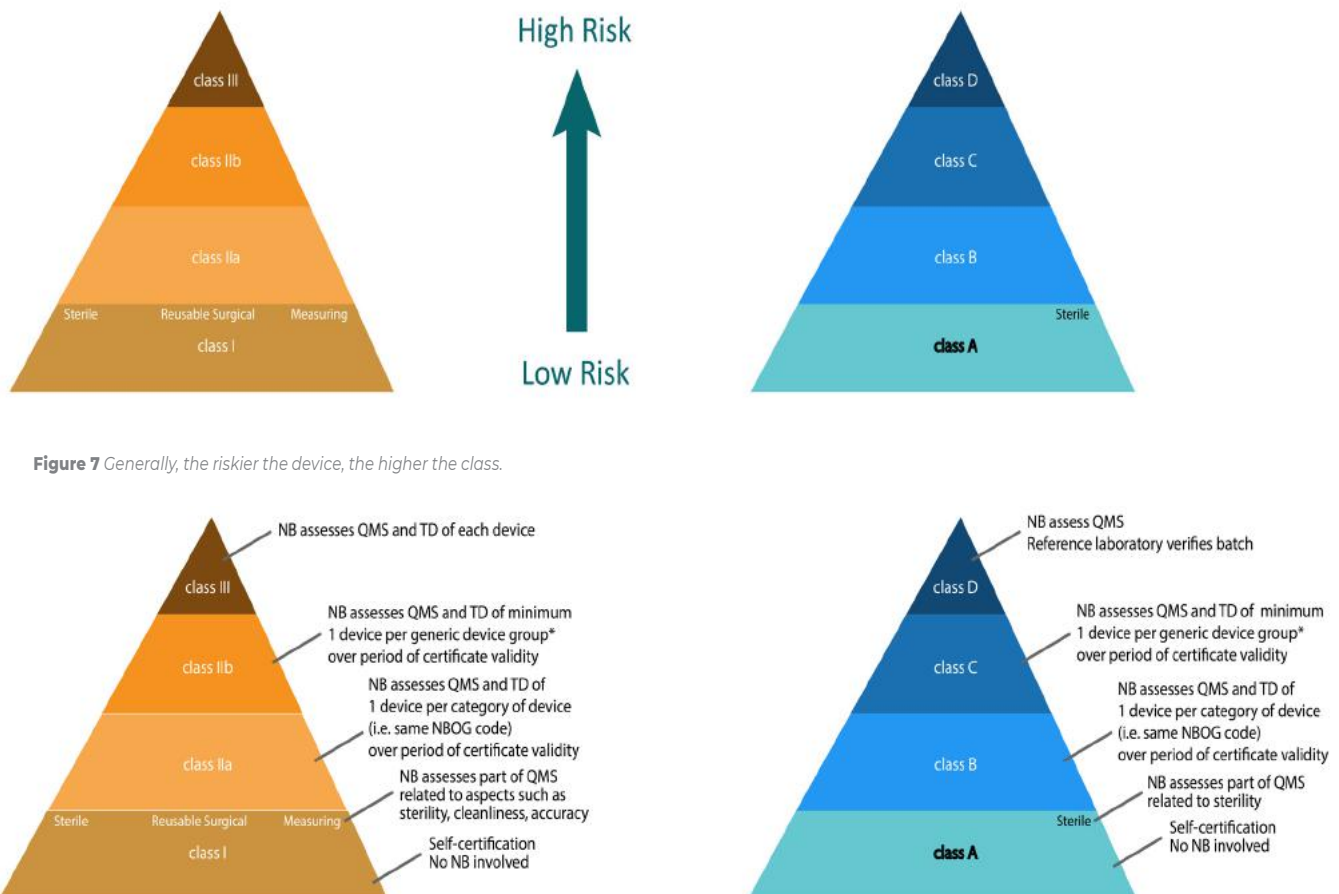 class III
class IIb
class IIa
Sterile Reusable Surgical Measuring
class I
High Risk
Low Risk
class D
class C
class B
Sterile
class A
Figure 7 Generally, the riskier the device, the higher the class.
class III
NB assesses QMS and TD of each device
class IIb
NB assesses QMS and TD of minimum
1 device per generic device group*
over period of certificate validity
class IIa
NB assesses QMS and TD of
1 device per category of device
(i.e. same NBOG code)
over period of certificate validity
Sterile Reusable Surgical Measuring
NB assesses part of QMS
related to aspects such as
sterility, cleanliness, accuracy
class I
Self-certification
No NB involved
class D
NB assess QMS
Reference laboratory verifies batch
class C
NB assesses QMS and TD of minimum
1 device per generic device group*
over period of certificate validity
class B
NB assesses QMS and TD of
1 device per category of device
(i.e. same NBOG code)
over period of certificate validity
Sterile
NB assesses part of QMS
related to sterility
class A
Self-certification
No NB involved